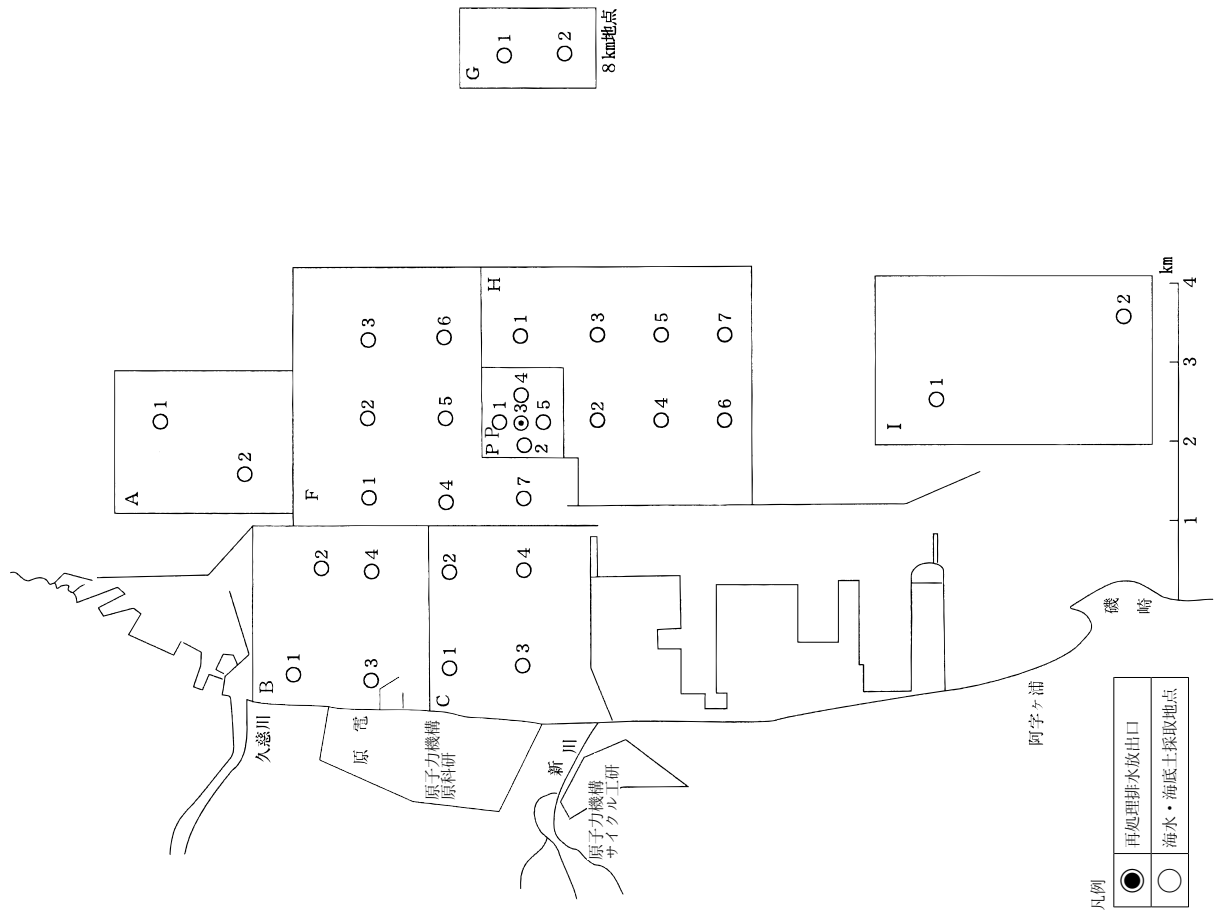 G
1
2
8km地点
A
1
2
F
1
2
3
4
5
6
7
H
1
2
3
4
5
6
7
PP
1
2
3
4
5
B
1
2
3
4
C
1
2
3
4
I
1
2
km
1
2
3
4
久慈川
原電
原子力機構
原科研
新川
原子力機構
サイクル工研
阿字ヶ浦
磯崎
凡例
再処理排水放出口
海水・海底土採取地点